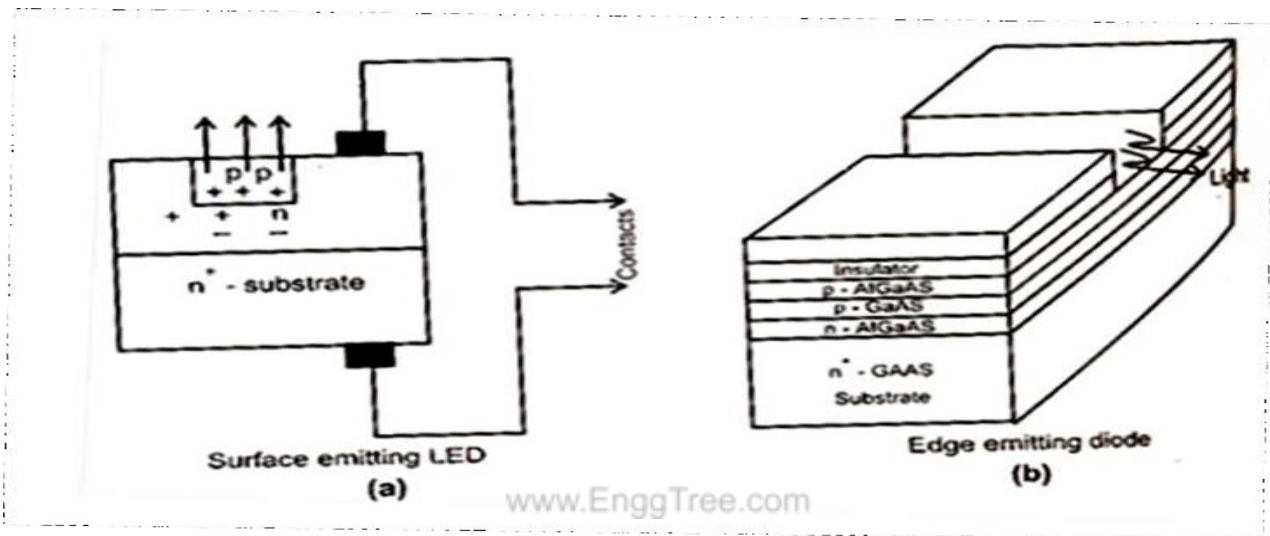 p p
+ + +
+ + n
– –
n⁺ - substrate
Contacts
Surface emitting LED
(a)
Light
Insulator
p - AlGaAS
p - GaAS
n - AlGaAS
n⁺ - GAAS
Substrate
Edge emitting diode
(b)
www.EnggTree.com